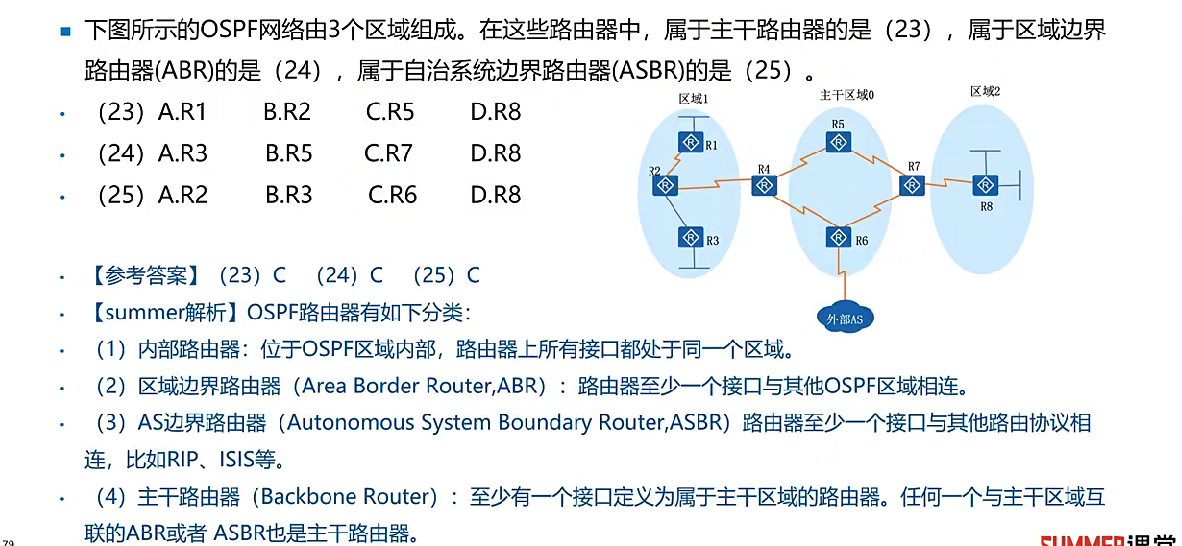 下图所示的OSPF网络由3个区域组成。在这些路由器中，属于主干路由器的是（23），属于区域边界
路由器(ABR)的是（24），属于自治系统边界路由器(ASBR)的是（25）。
（23）A.R1 B.R2 C.R5 D.R8
（24）A.R3 B.R5 C.R7 D.R8
（25）A.R2 B.R3 C.R6 D.R8
区域1 主干区域0 区域2
R1 R5
R2 R4 R7
R8
R3 R6
外部AS
【参考答案】（23）C （24）C （25）C
【summer解析】OSPF路由器有如下分类：
（1）内部路由器：位于OSPF区域内部，路由器上所有接口都处于同一个区域。
（2）区域边界路由器（Area Border Router,ABR）：路由器至少一个接口与其他OSPF区域相连。
（3）AS边界路由器（Autonomous System Boundary Router,ASBR）路由器至少一个接口与其他路由协议相
连，比如RIP、ISIS等。
（4）主干路由器（Backbone Router）：至少有一个接口定义为属于主干区域的路由器。任何一个与主干区域互
联的ABR或者 ASBR也是主干路由器。
79
SUMMER课堂